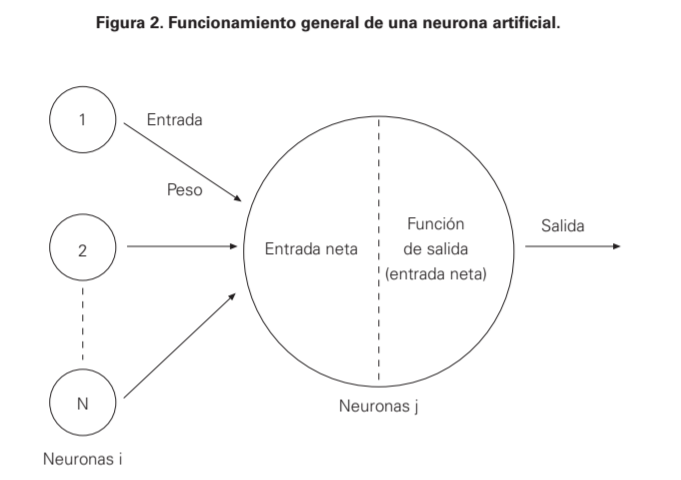 Figura 2. Funcionamiento general de una neurona artificial.
1
Entrada
Peso
2
Entrada neta
Función
de salida
(entrada neta)
Salida
N
Neuronas j
Neuronas i